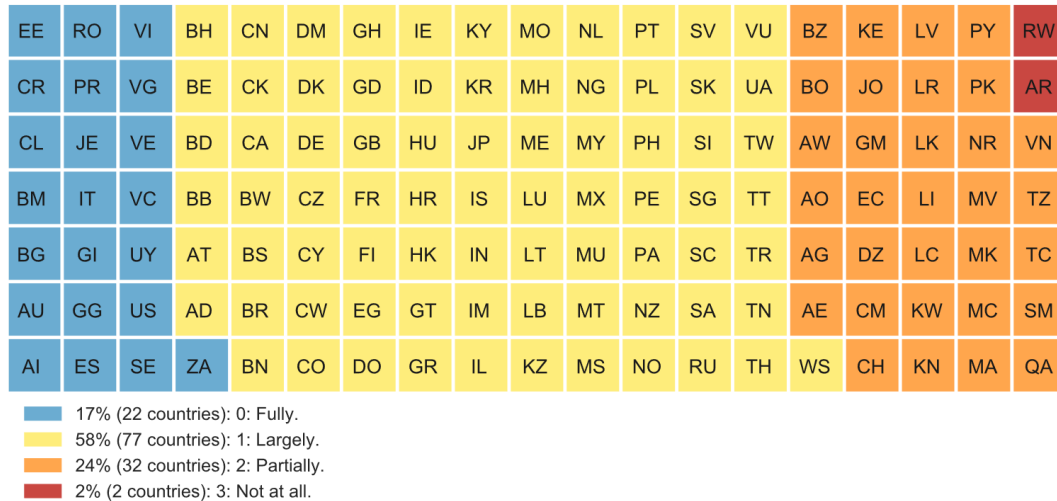 EE RO VI BH CN DM GH IE KY MO NL PT SV VU BZ KE LV PY RW
CR PR VG BE CK DK GD ID KR MH NG PL SK UA BO JO LR PK AR
CL JE VE BD CA DE GB HU JP ME MY PH SI TW AW GM LK NR VN
BM IT VC BB BW CZ FR HR IS LU MX PE SG TT AO EC LI MV TZ
BG GI UY AT BS CY FI HK IN LT MU PA SC TR AG DZ LC MK TC
AU GG US AD BR CW EG GT IM LB MT NZ SA TN AE CM KW MC SM
AI ES SE ZA BN CO DO GR IL KZ MS NO RU TH WS CH KN MA QA
17% (22 countries): 0: Fully.
58% (77 countries): 1: Largely.
24% (32 countries): 2: Partially.
2% (2 countries): 3: Not at all.